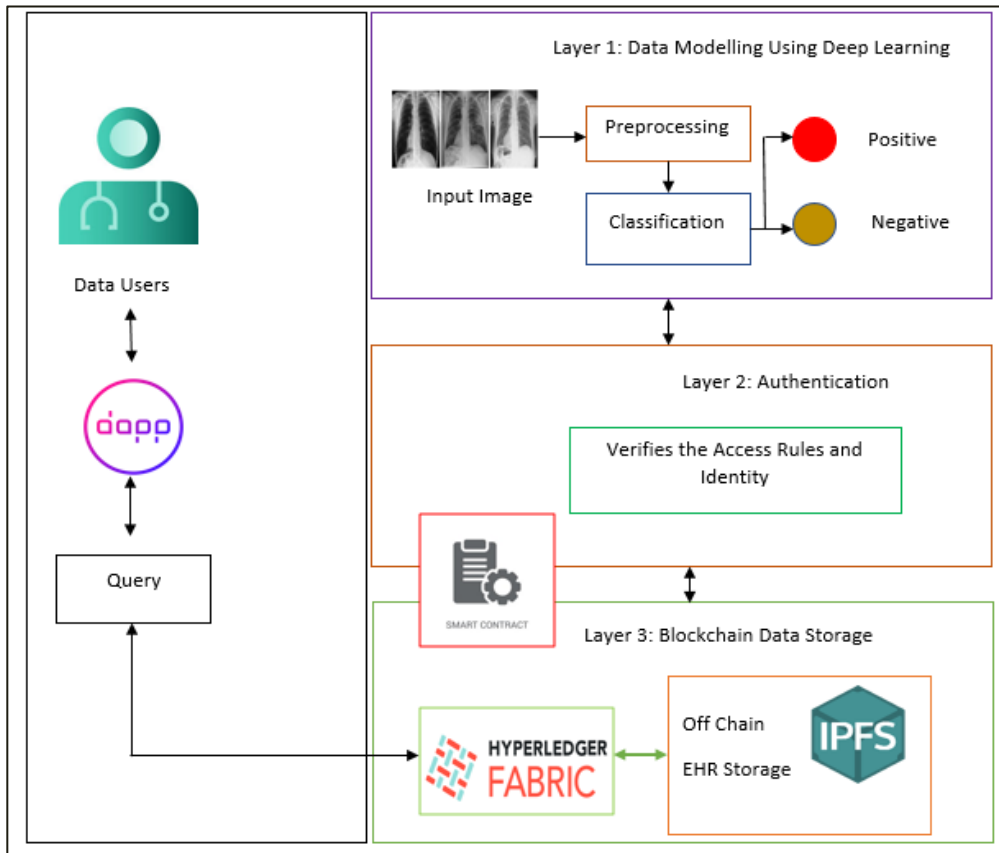 Layer 1: Data Modelling Using Deep Learning
Preprocessing
Positive
Input Image
Classification
Negative
Data Users
dapp
Query
Layer 2: Authentication
Verifies the Access Rules and
Identity
SMART CONTRACT
Layer 3: Blockchain Data Storage
HYPERLEDGER
FABRIC
Off Chain
EHR Storage
IPFS